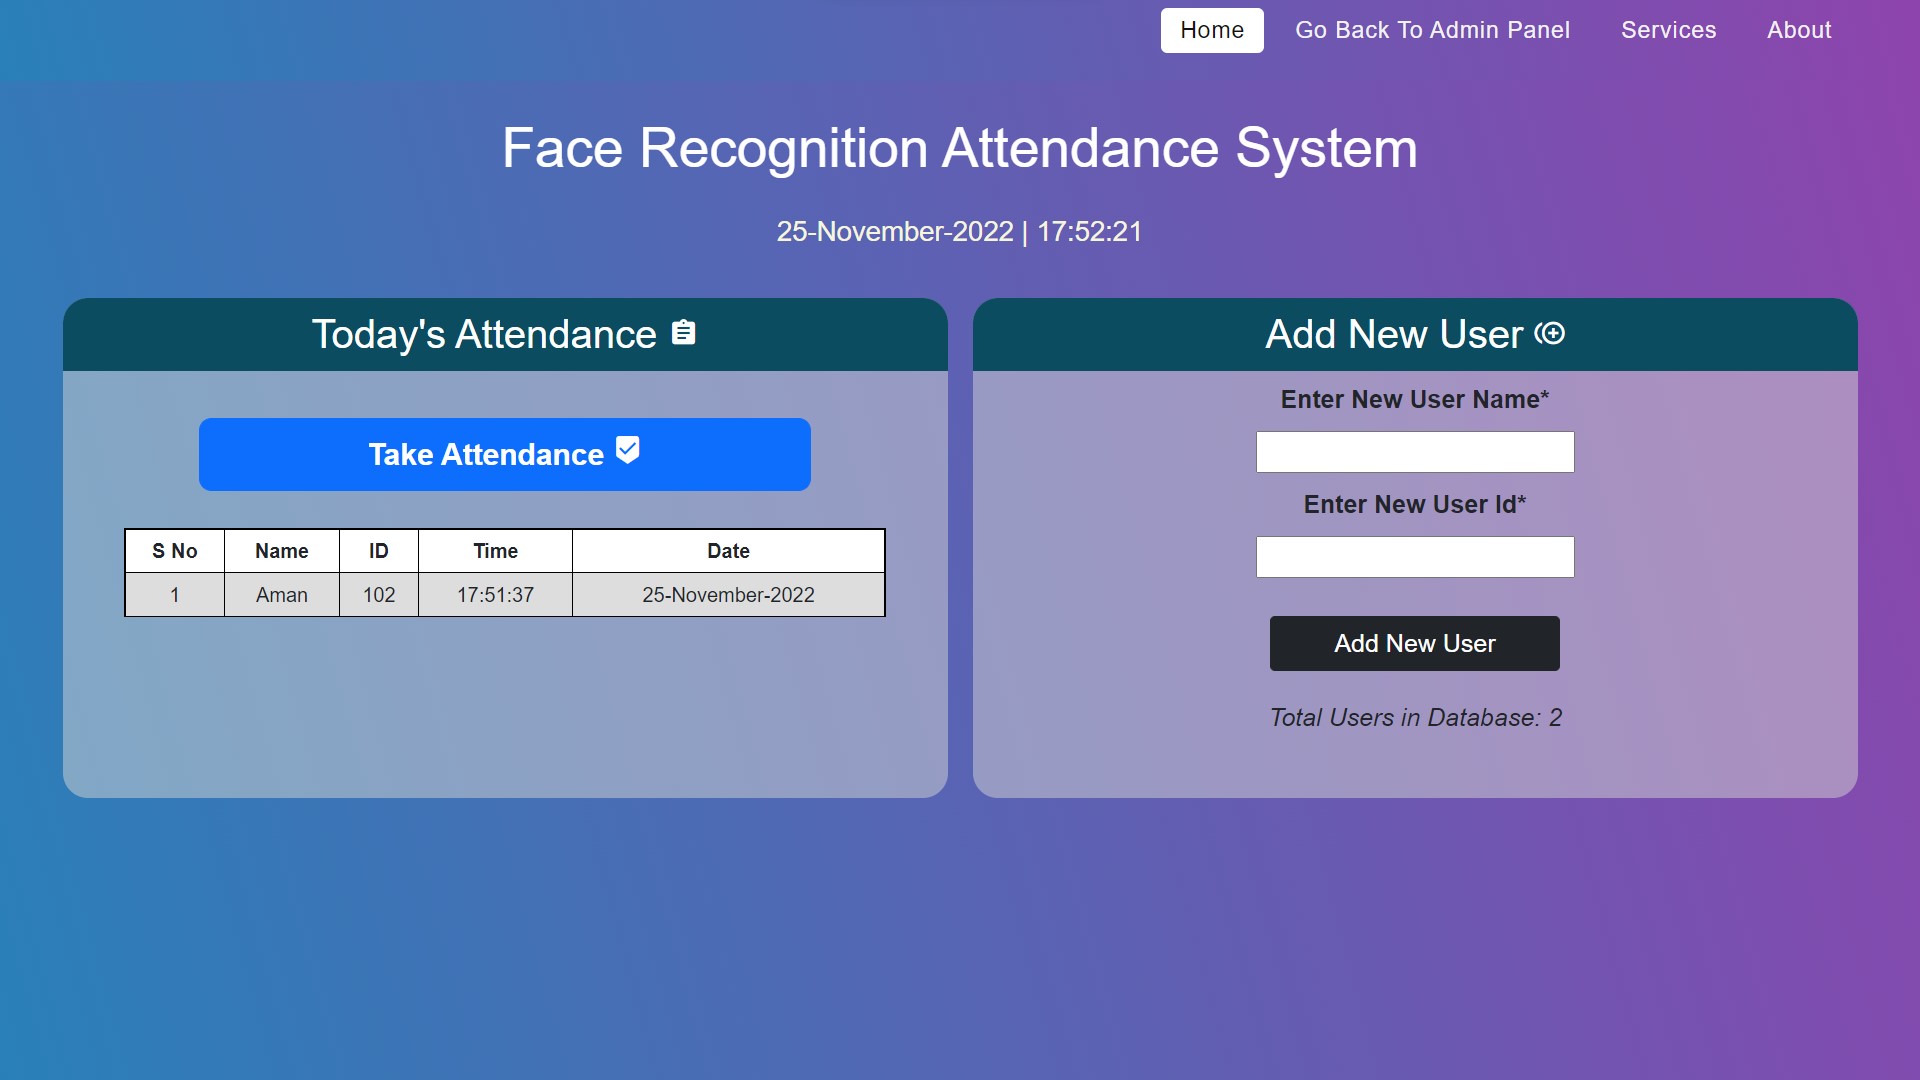 Home Go Back To Admin Panel Services About
Face Recognition Attendance System
25-November-2022 | 17:52:21
Today's Attendance
Take Attendance
S No Name ID Time Date
1 Aman 102 17:51:37 25-November-2022
Add New User
Enter New User Name*
Enter New User Id*
Add New User
Total Users in Database: 2